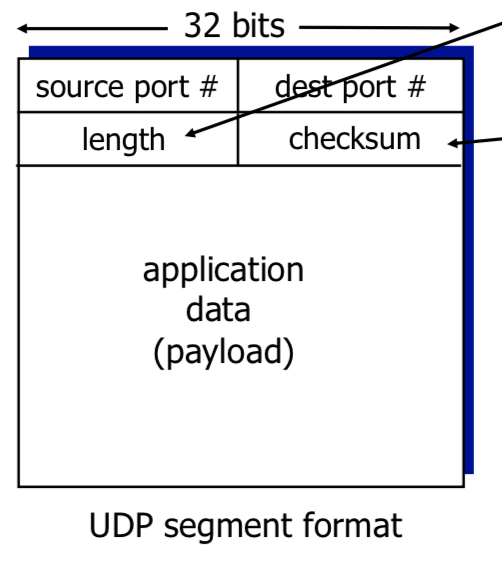 32 bits
source port # dest port #
length checksum
application
data
(payload)
UDP segment format